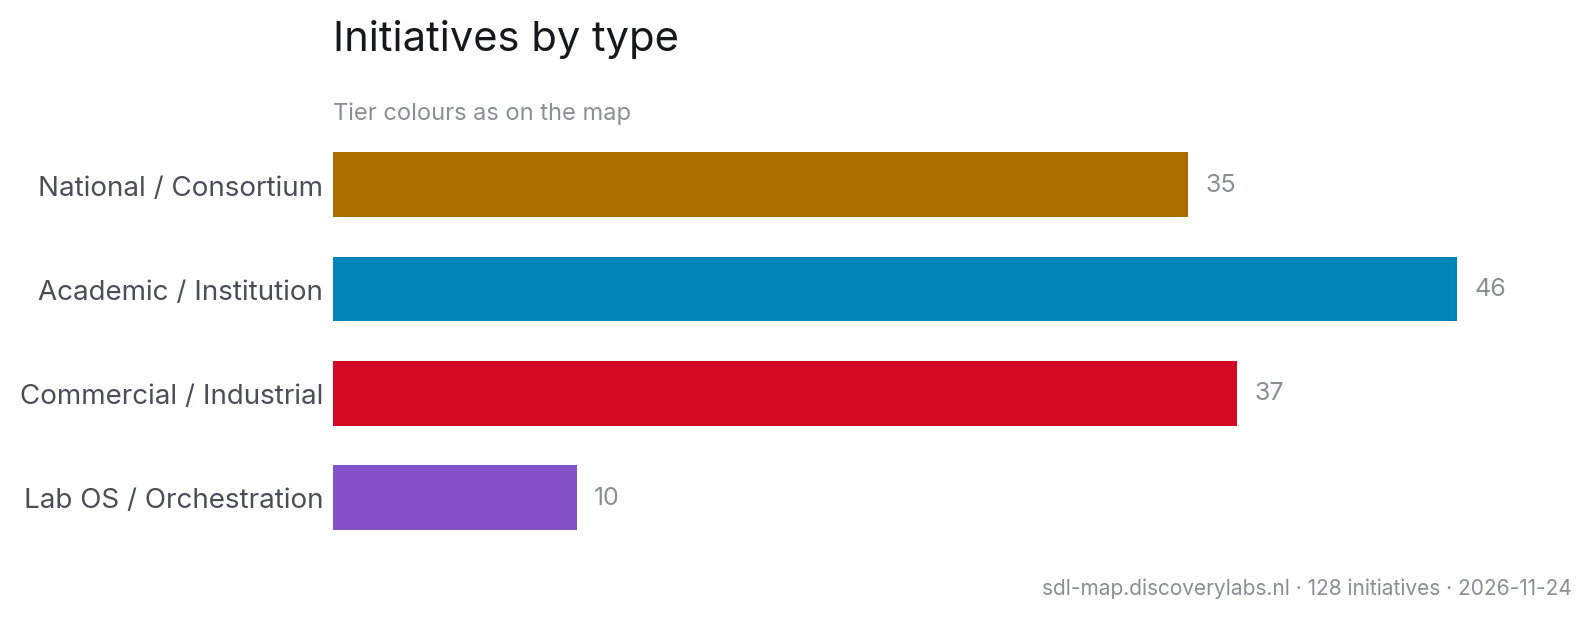 Initiatives by type
Tier colours as on the map
National / Consortium 35
Academic / Institution 46
Commercial / Industrial 37
Lab OS / Orchestration 10
sdl-map.discoverylabs.nl · 128 initiatives · 2026-11-24